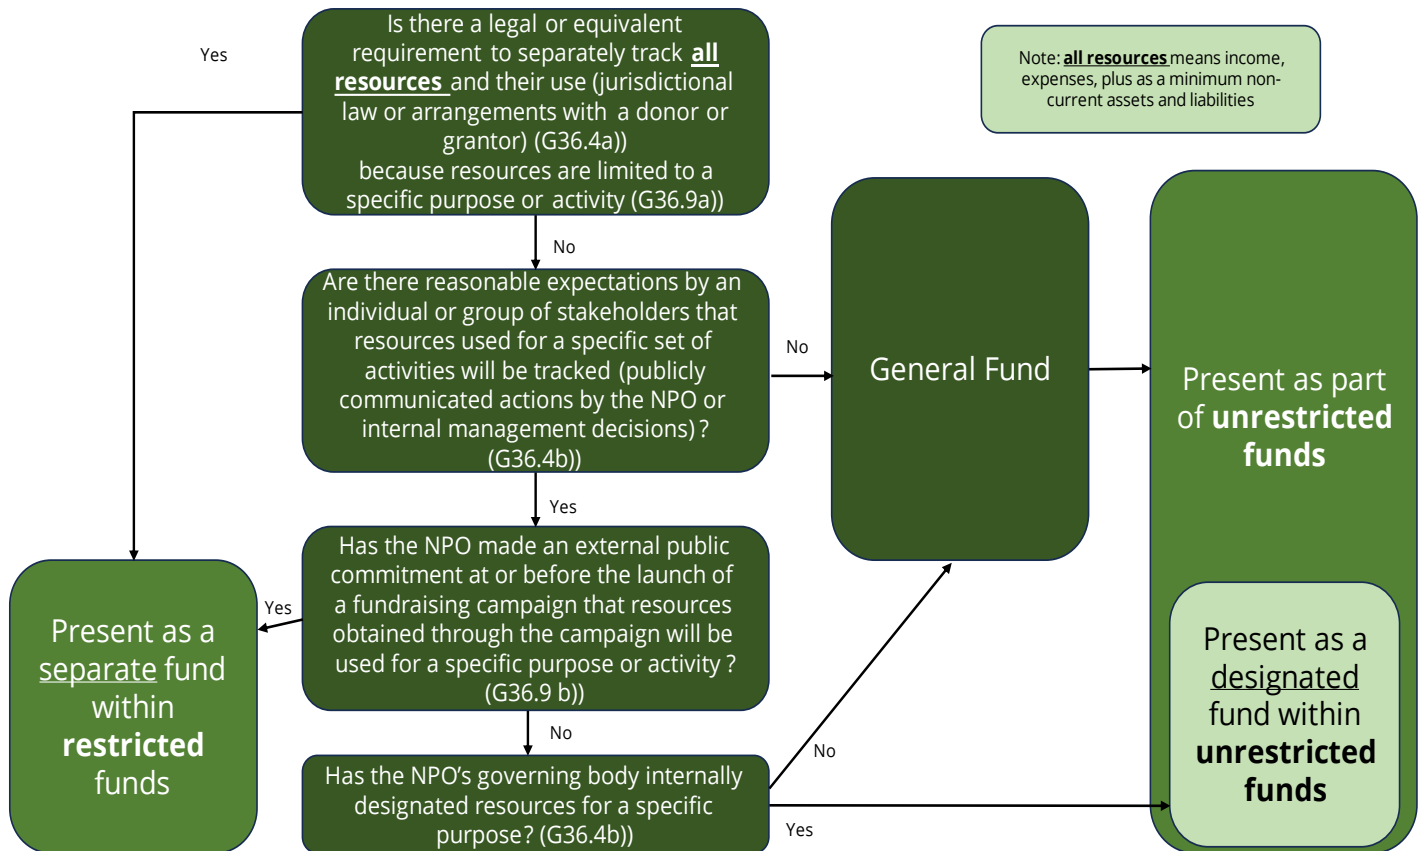 Is there a legal or equivalent
requirement to separately track all
resources and their use (jurisdictional
law or arrangements with a donor or
grantor) (G36.4a))
because resources are limited to a
specific purpose or activity (G36.9a))
Yes
Note: all resources means income,
expenses, plus as a minimum non-
current assets and liabilities
No
Are there reasonable expectations by an
individual or group of stakeholders that
resources used for a specific set of
activities will be tracked (publicly
communicated actions by the NPO or
internal management decisions) ?
(G36.4b))
No
General Fund
Present as part
of unrestricted
funds
Yes
Has the NPO made an external public
commitment at or before the launch of
a fundraising campaign that resources
obtained through the campaign will be
used for a specific purpose or activity ?
(G36.9 b))
Yes
Present as a
separate fund
within
restricted
funds
No
Has the NPO’s governing body internally
designated resources for a specific
purpose? (G36.4b))
No
Yes
Present as a
designated
fund within
unrestricted
funds